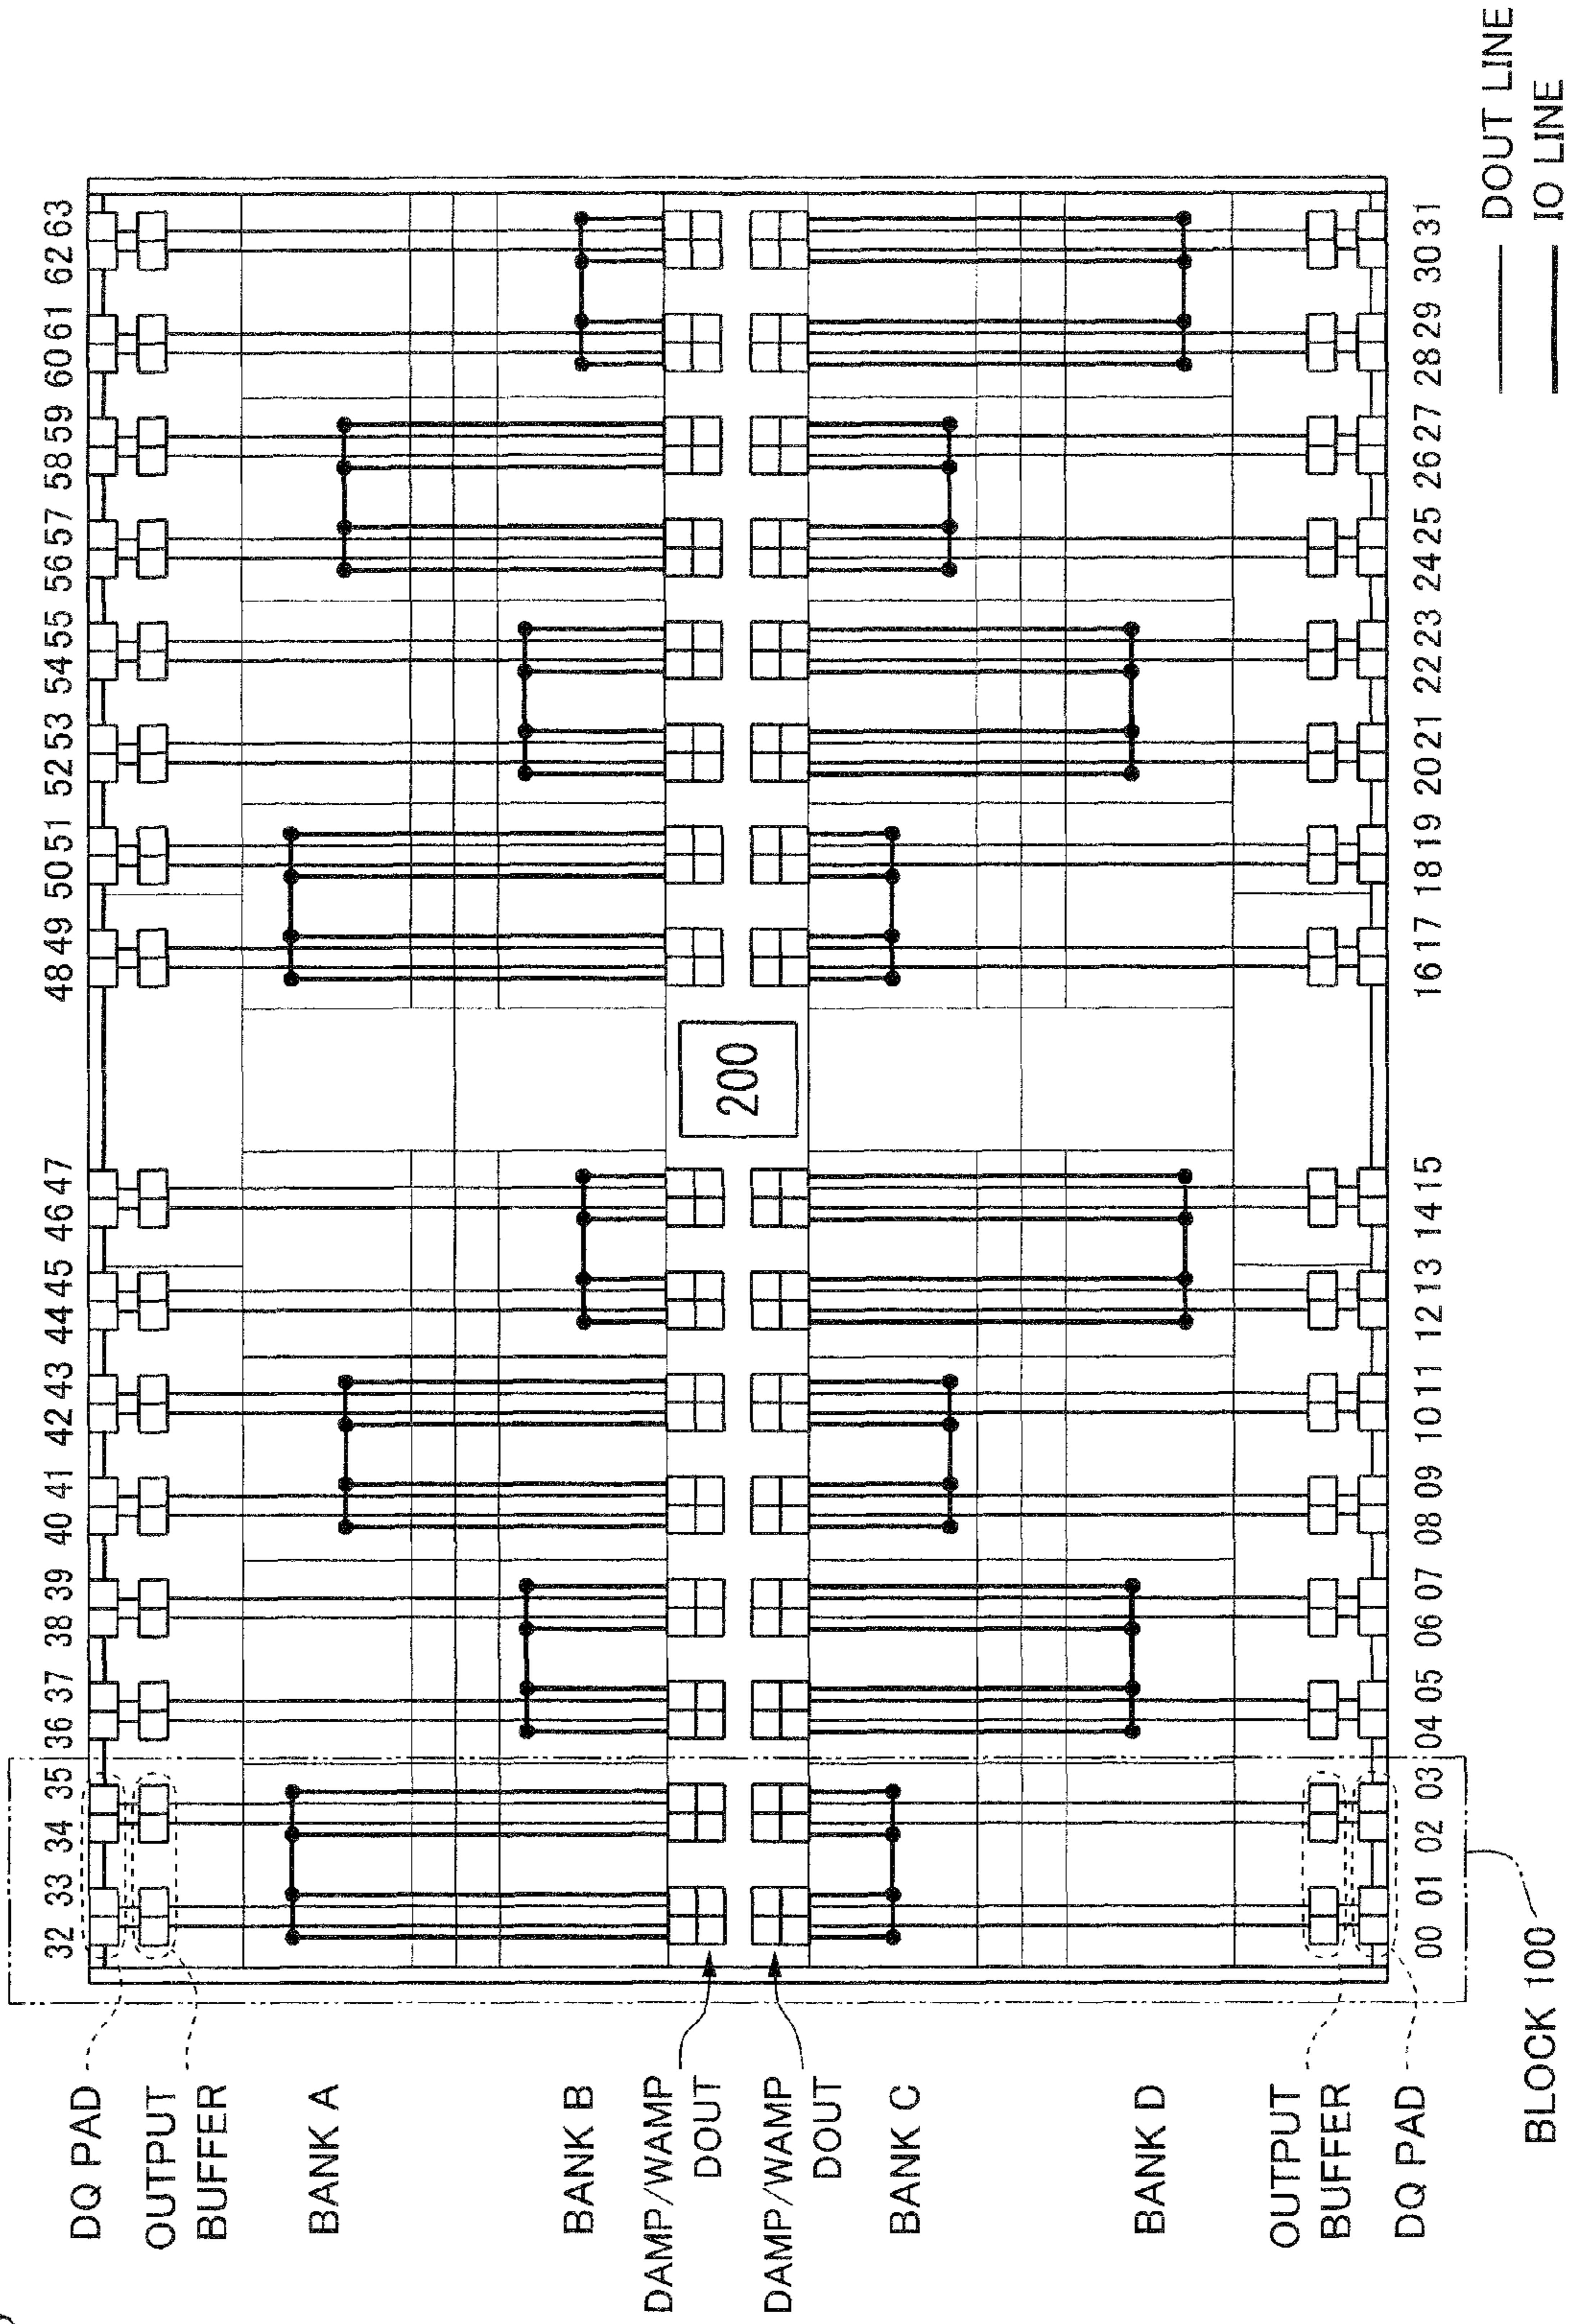 32 33 34 35 36 37 38 39 40 41 42 43 44 45 46 47 48 49 50 51 52 53 54 55 56 57 58 59 60 61 62 63
DQ PAD
OUTPUT
BUFFER
BANK A
BANK B
DAMP/WAMP
DOUT
DAMP/WAMP
DOUT
BANK C
BANK D
OUTPUT
BUFFER
DQ PAD
200
00 01 02 03 04 05 06 07 08 09 10 11 12 13 14 15 16 17 18 19 20 21 22 23 24 25 26 27 28 29 30 31
BLOCK 100
DOUT LINE
IO LINE